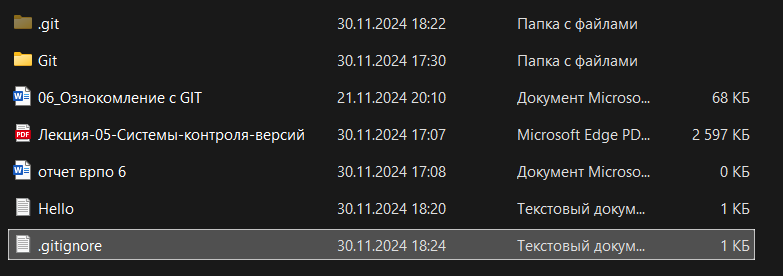 .git 30.11.2024 18:22 Папка с файлами
Git 30.11.2024 17:30 Папка с файлами
06_Ознокомление с GIT 21.11.2024 20:10 Документ Microso... 68 КБ
PDF Лекция-05-Системы-контроля-версий 30.11.2024 17:07 Microsoft Edge PD... 2 597 КБ
отчет врпо 6 30.11.2024 17:08 Документ Microso... 0 КБ
Hello 30.11.2024 18:20 Текстовый докум... 1 КБ
.gitignore 30.11.2024 18:24 Текстовый докум... 1 КБ